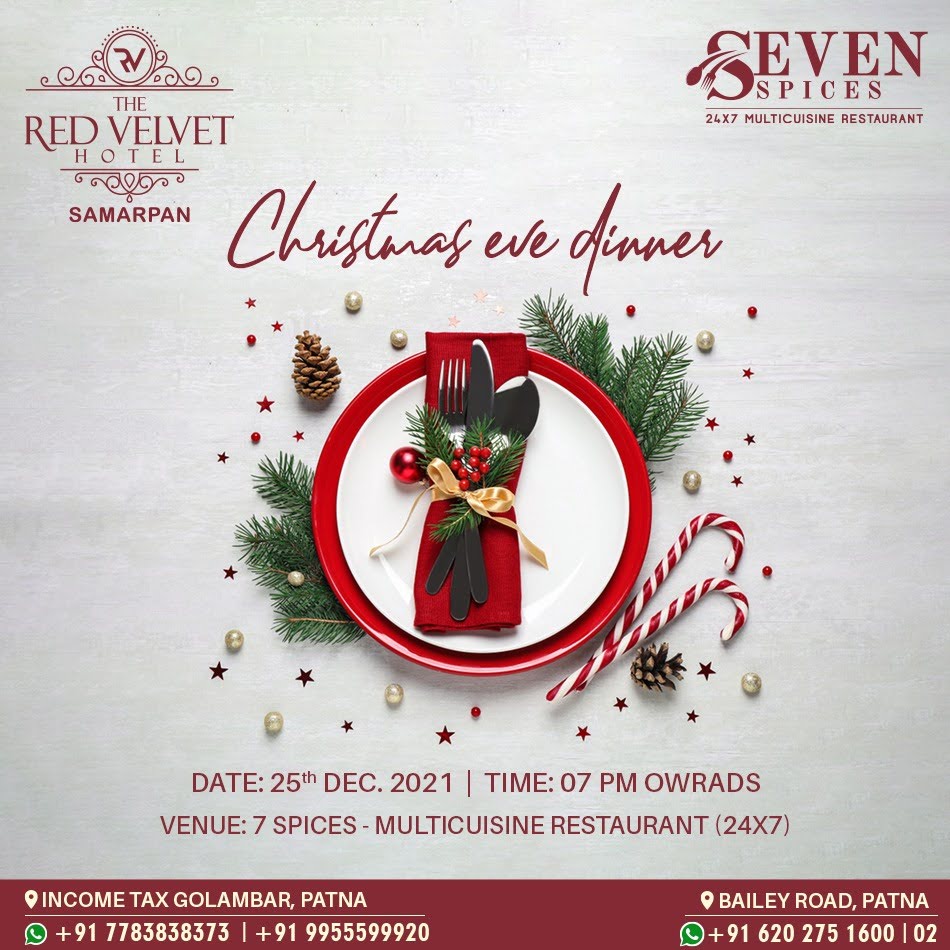 RV
THE
RED VELVET
HOTEL
SAMARPAN
SEVEN
SPICES
24X7 MULTICUISINE RESTAURANT
Christmas eve dinner
DATE: 25th DEC. 2021 | TIME: 07 PM OWRADS
VENUE: 7 SPICES - MULTICUISINE RESTAURANT (24X7)
INCOME TAX GOLAMBAR, PATNA
+91 7783838373 | +91 9955599920
BAILEY ROAD, PATNA
+91 620 275 1600 | 02